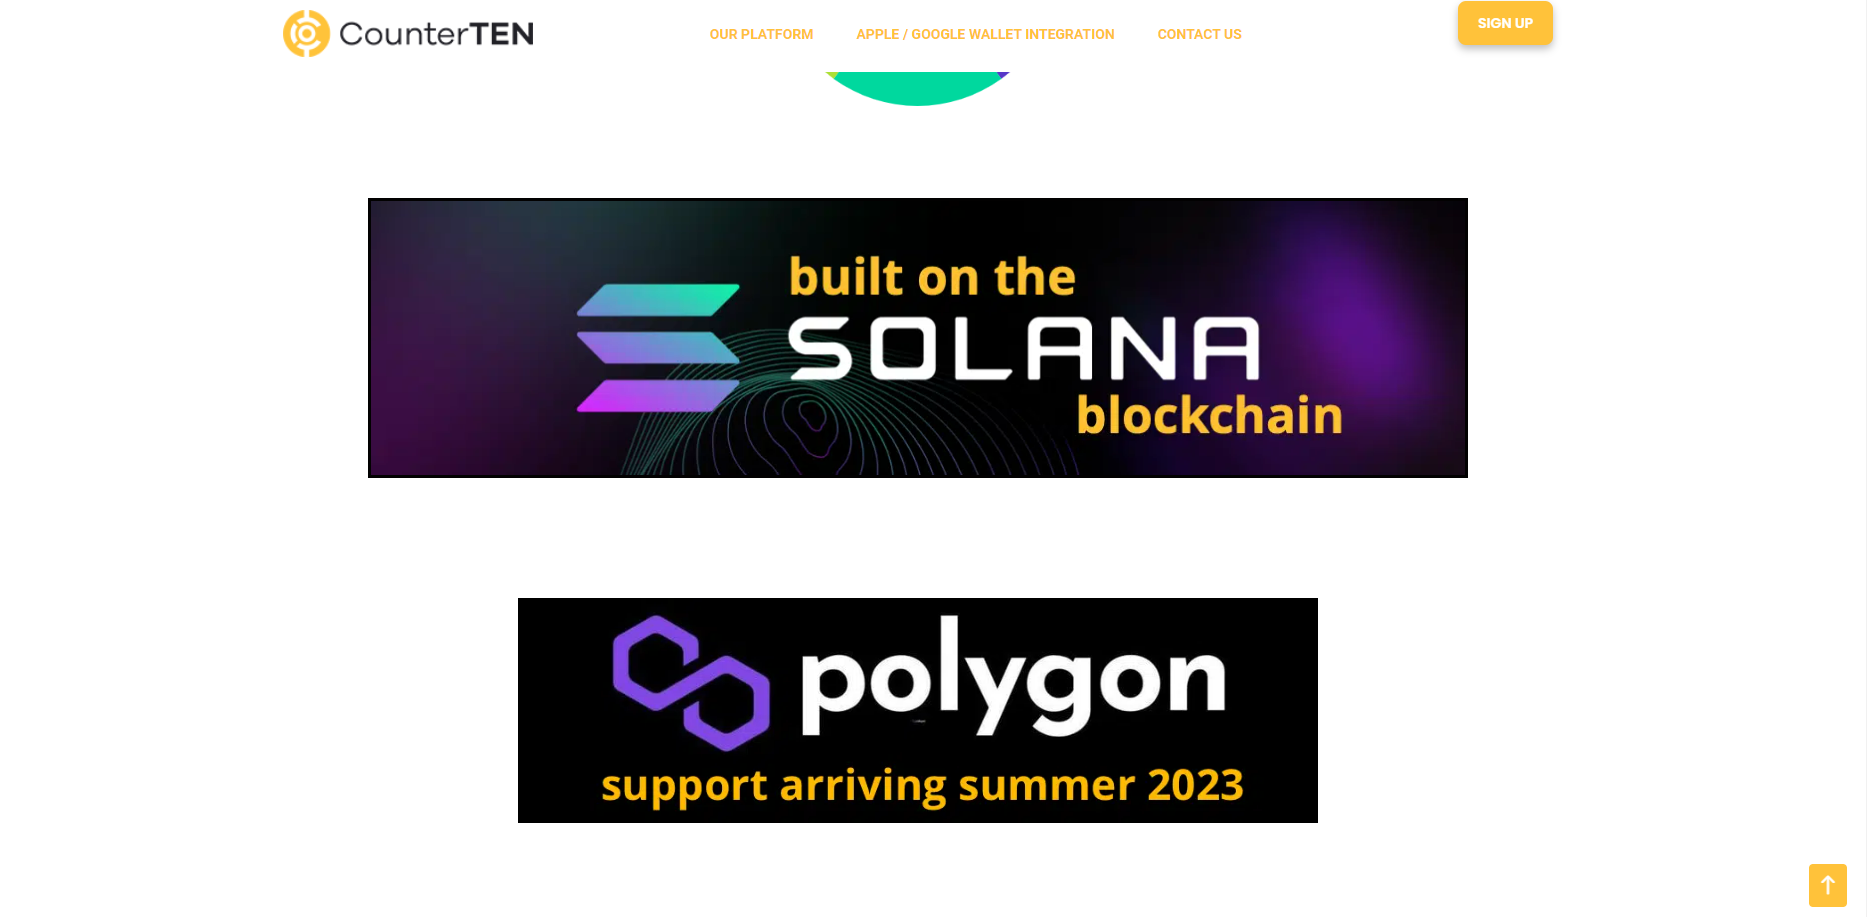 CounterTEN
OUR PLATFORM
APPLE / GOOGLE WALLET INTEGRATION
CONTACT US
SIGN UP
built on the
SOLANA
blockchain
polygon
support arriving summer 2023